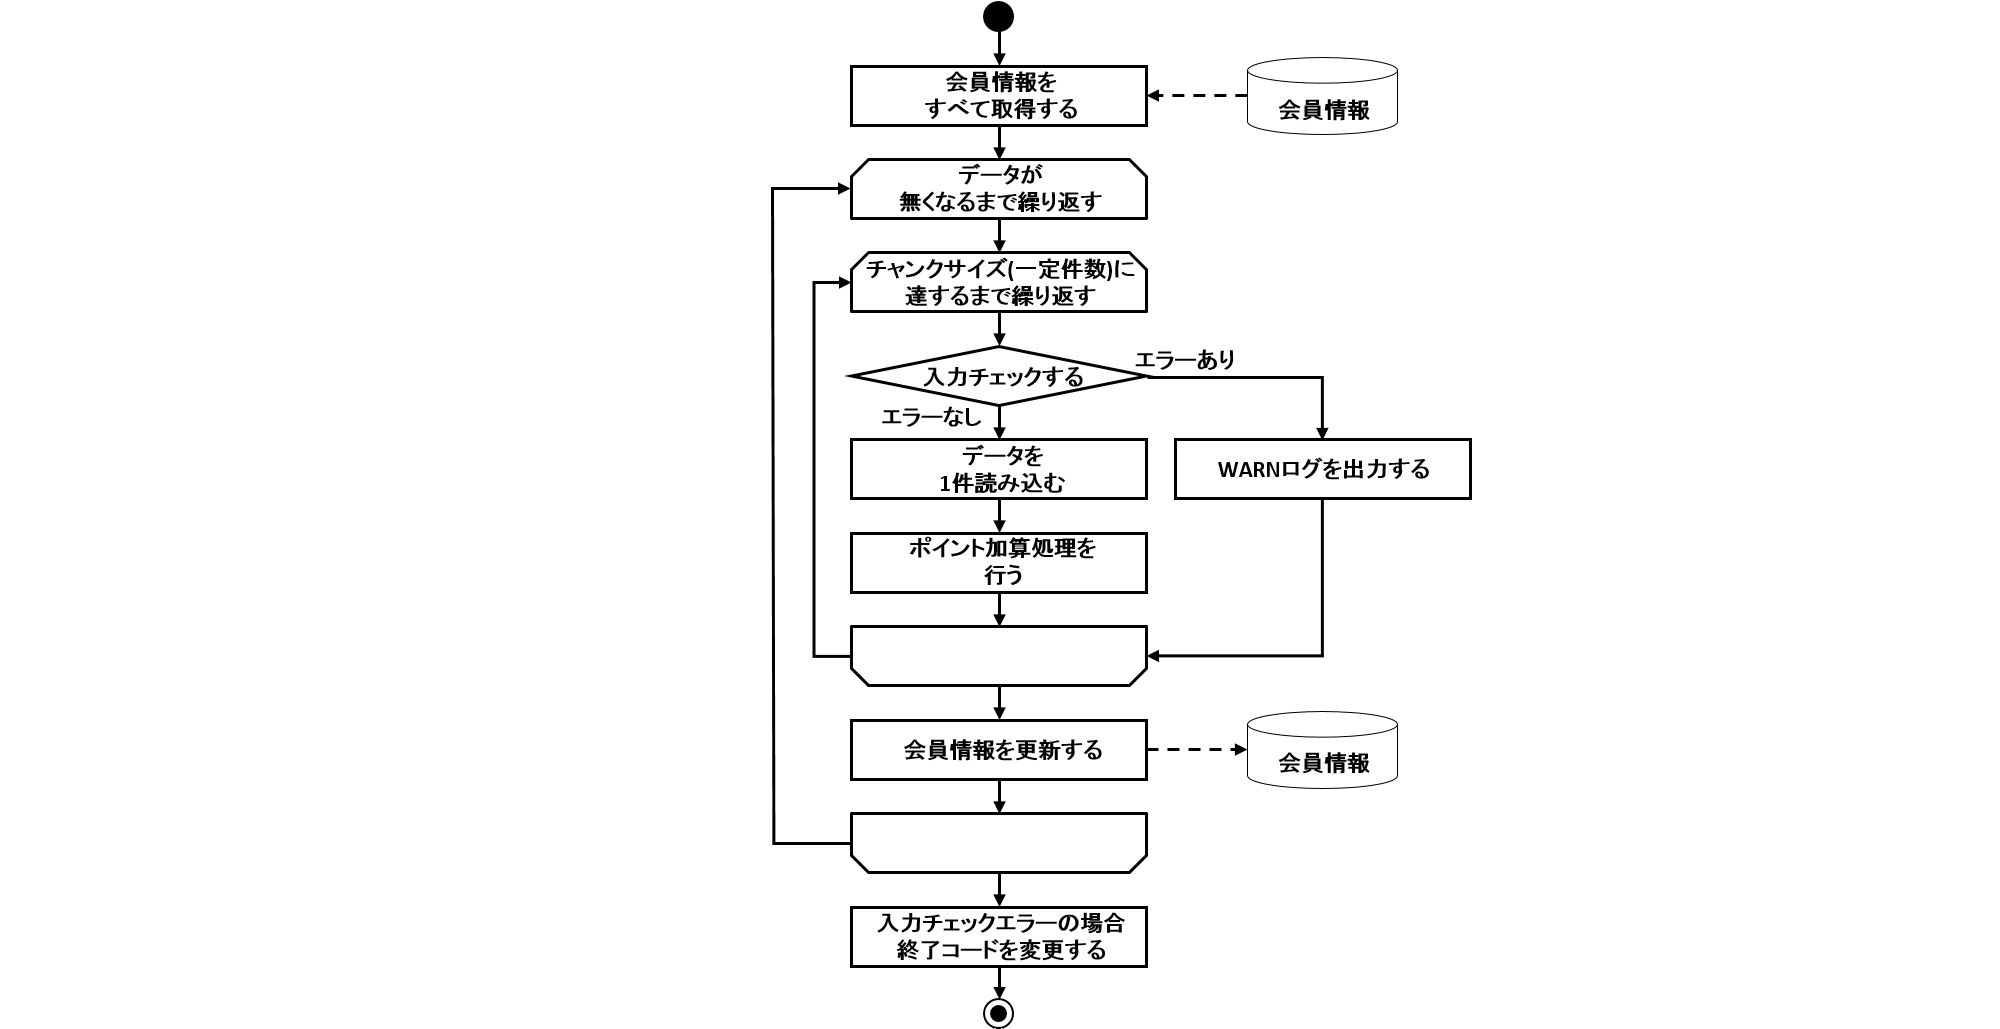 会員情報を
すべて取得する
会員情報
データが
無くなるまで繰り返す
チャンクサイズ(一定件数)に
達するまで繰り返す
エラーあり
入力チェックする
エラーなし
データを
1件読み込む
WARNログを出力する
ポイント加算処理を
行う
会員情報を更新する
会員情報
入力チェックエラーの場合
終了コードを変更する